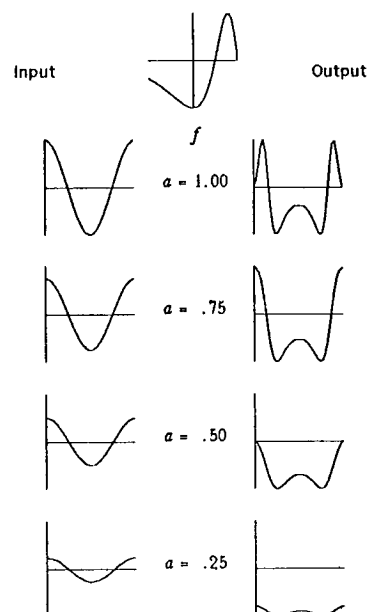 Input
Output
f
a = 1.00
a = .75
a = .50
a = .25